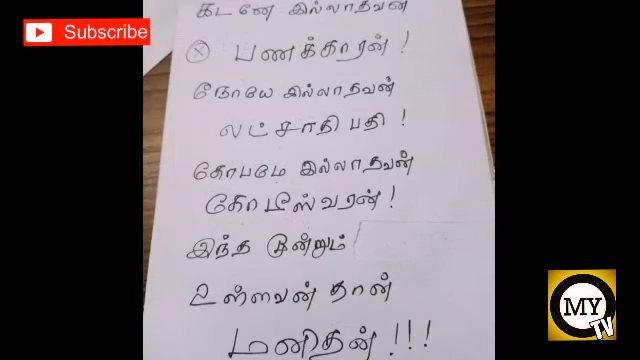 கடனே இல்லாதவன்
Subscribe
பணக்காரன் !
நோயே இல்லாதவன்
லட்சாதிபதி !
கோபமே இல்லாதவன்
கோடீஸ்வரன் !
இந்த மூன்றும்
உள்ளவன் தான்
மனிதன் !!!
MY
TV